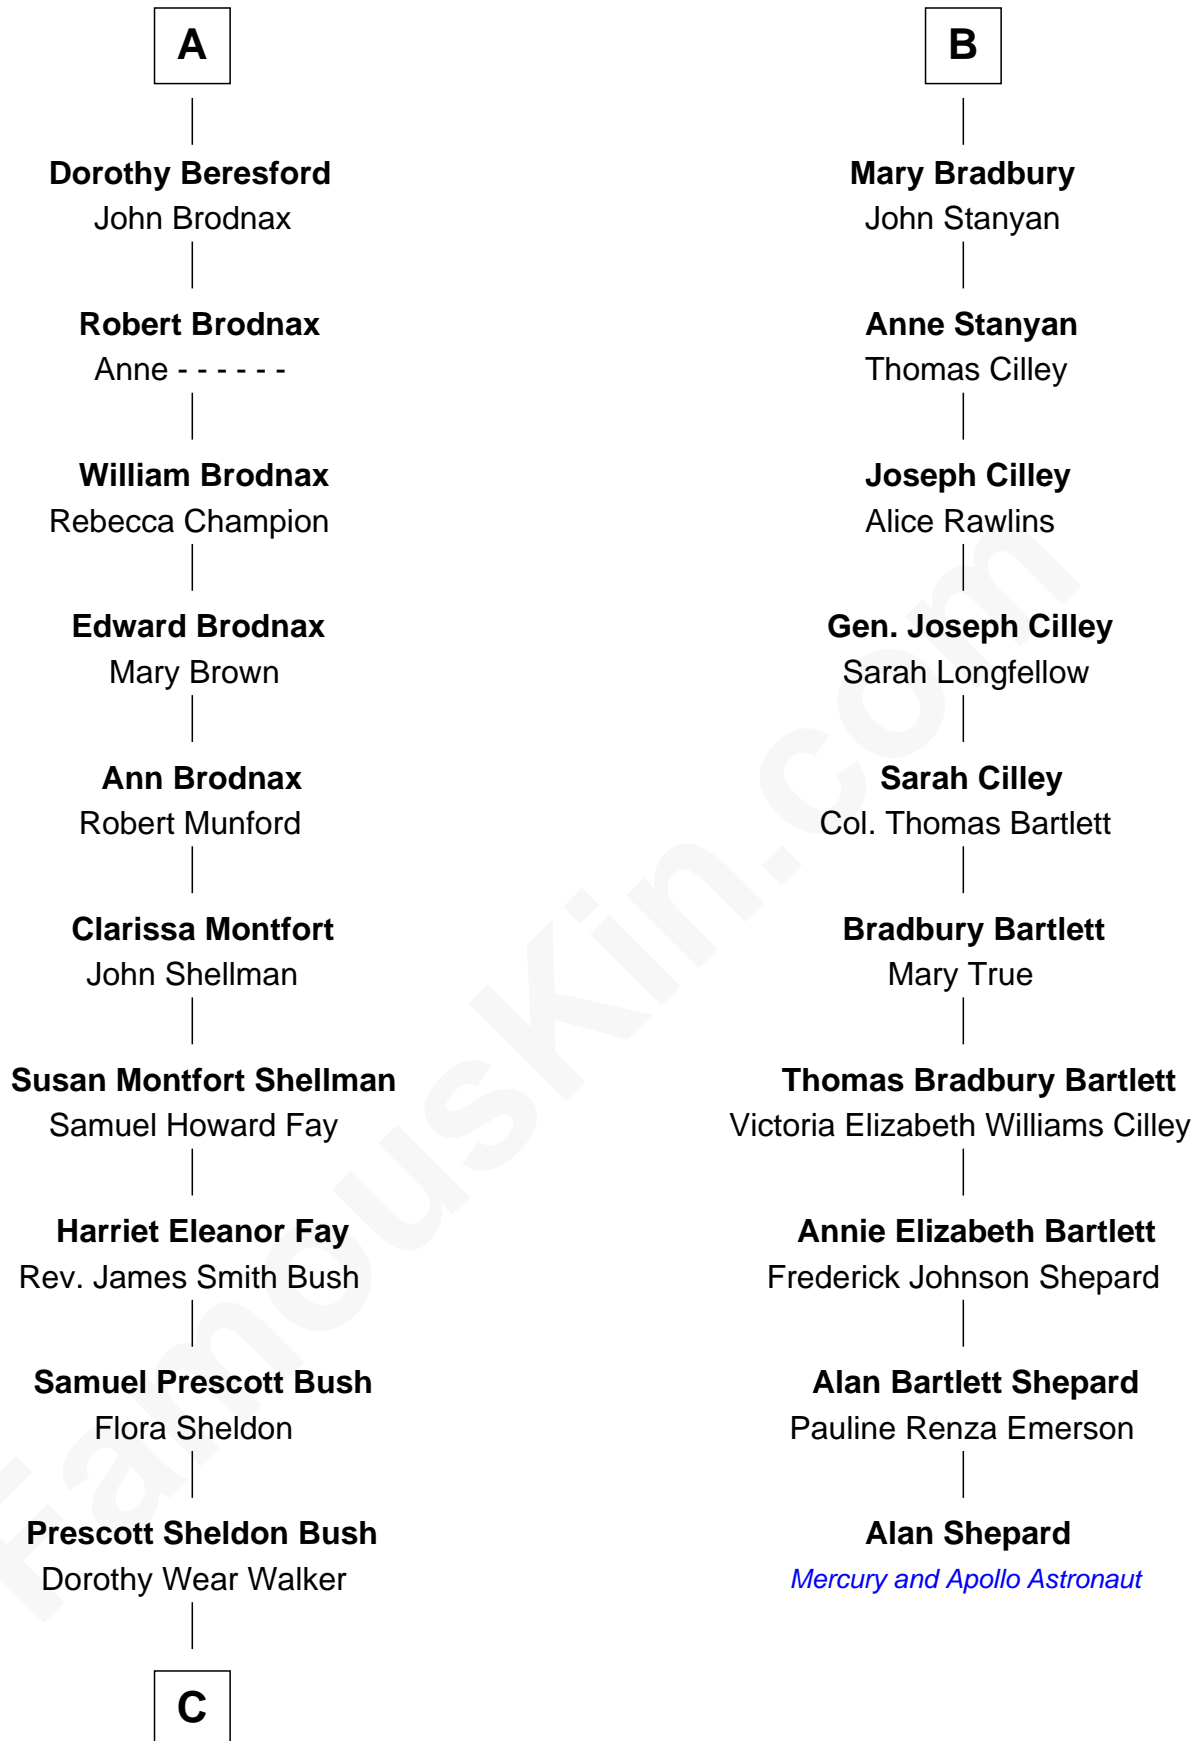 A
Dorothy Beresford
John Brodnax
Robert Brodnax
Anne - - - - - -
William Brodnax
Rebecca Champion
Edward Brodnax
Mary Brown
Ann Brodnax
Robert Munford
Clarissa Montfort
John Shellman
Susan Montfort Shellman
Samuel Howard Fay
Harriet Eleanor Fay
Rev. James Smith Bush
Samuel Prescott Bush
Flora Sheldon
Prescott Sheldon Bush
Dorothy Wear Walker
C
B
Mary Bradbury
John Stanyan
Anne Stanyan
Thomas Cilley
Joseph Cilley
Alice Rawlins
Gen. Joseph Cilley
Sarah Longfellow
Sarah Cilley
Col. Thomas Bartlett
Bradbury Bartlett
Mary True
Thomas Bradbury Bartlett
Victoria Elizabeth Williams Cilley
Annie Elizabeth Bartlett
Frederick Johnson Shepard
Alan Bartlett Shepard
Pauline Renza Emerson
Alan Shepard
Mercury and Apollo Astronaut
FamousKin.com